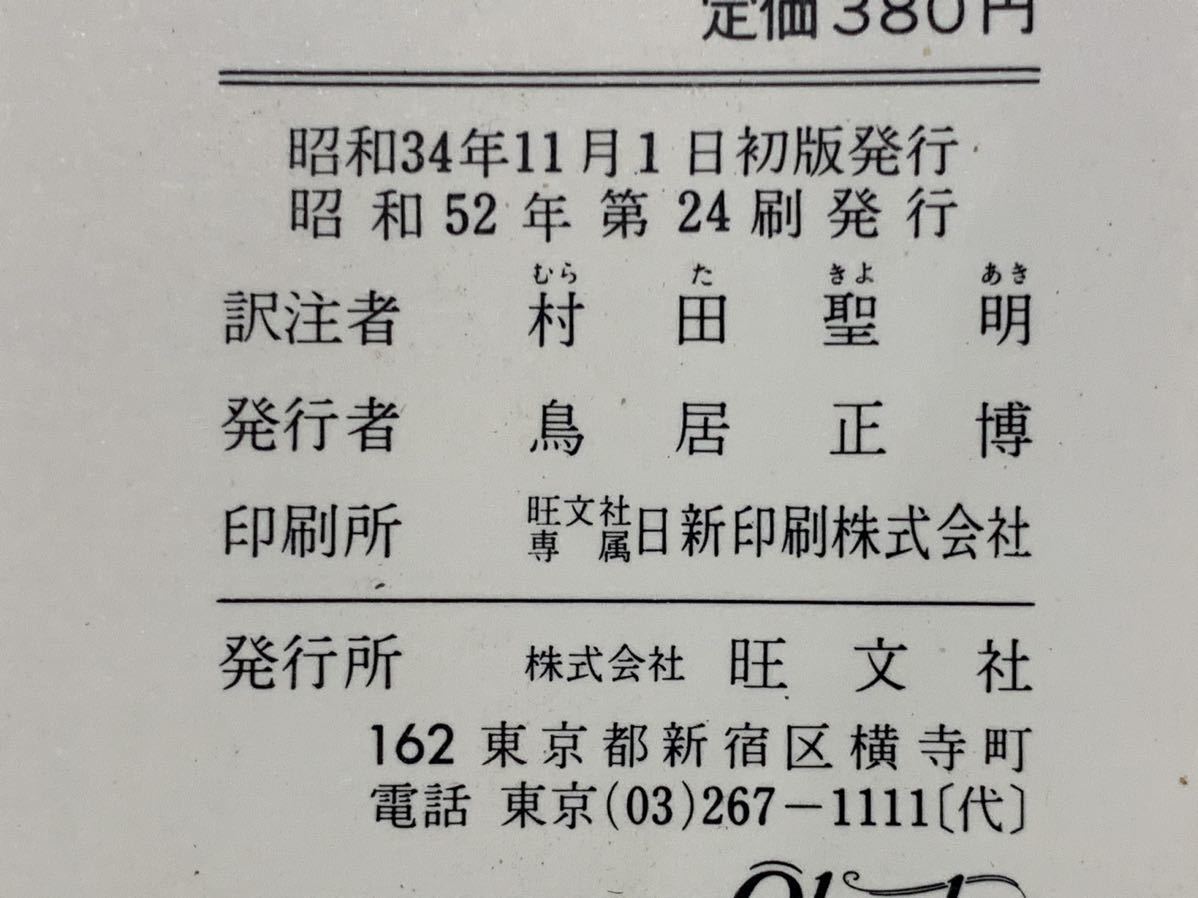 定価380円
昭和34年11月1日初版発行
昭和52年第24刷発行
むら た きよ あき
訳注者 村田聖明
発行者 鳥居正博
印刷所 旺文社専属日新印刷株式会社
発行所 株式会社 旺文社
162 東京都新宿区横寺町
電話 東京(03)267－1111〔代〕